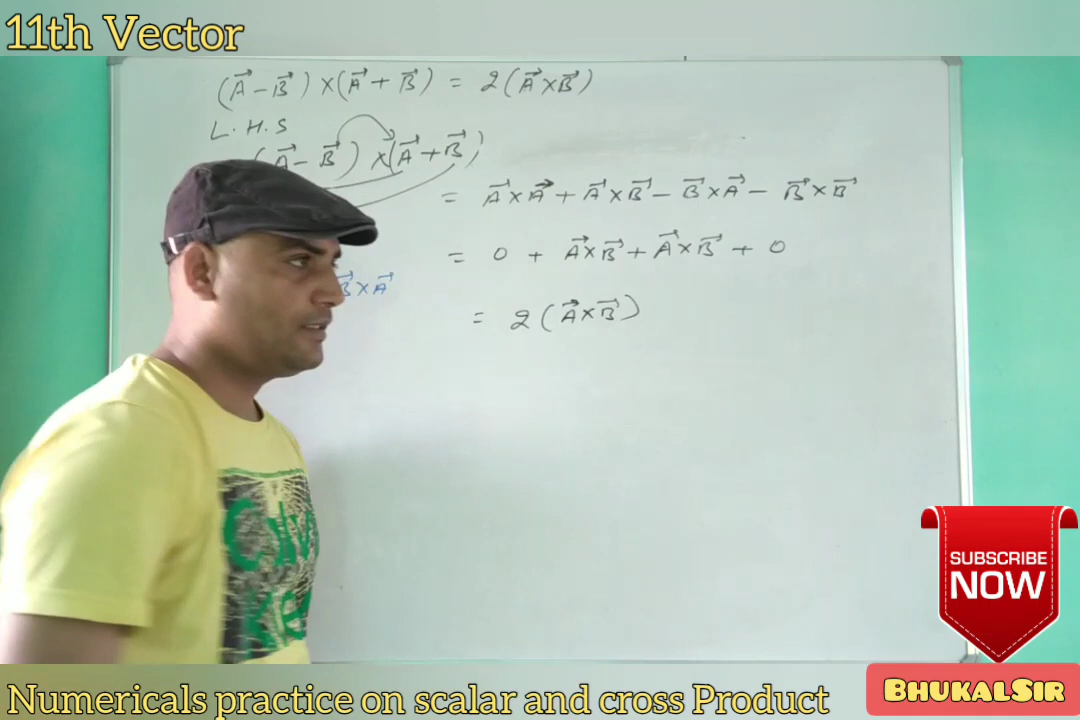 11th Vector
(A⃗ − B⃗) × (A⃗ + B⃗) = 2(A⃗ × B⃗)
L.H.S
(A⃗ − B⃗) × (A⃗ + B⃗)
= A⃗ × A⃗ + A⃗ × B⃗ − B⃗ × A⃗ − B⃗ × B⃗
= 0 + A⃗ × B⃗ + A⃗ × B⃗ + 0
B⃗ × A⃗
= 2(A⃗ × B⃗)
SUBSCRIBE
NOW
Numericals practice on scalar and cross Product
BHUKALSIR